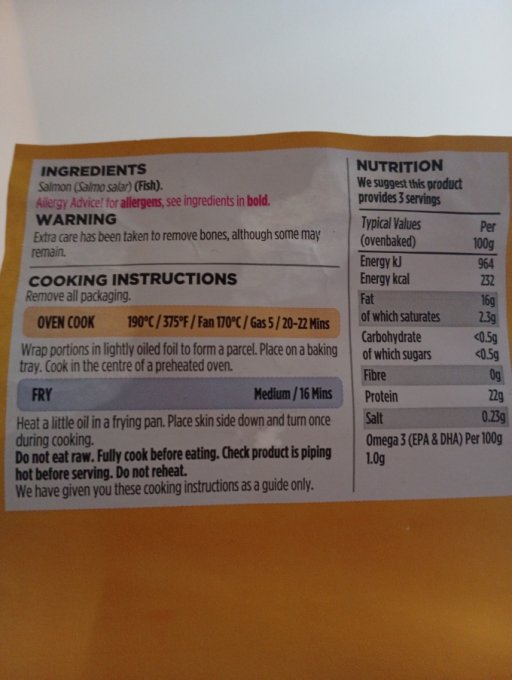 INGREDIENTS
Salmon (Salmo salar) (Fish).
Allergy Advice! for allergens, see ingredients in bold.
WARNING
Extra care has been taken to remove bones, although some may
remain.
COOKING INSTRUCTIONS
Remove all packaging.
OVEN COOK 190°C / 375°F / Fan 170°C / Gas 5 / 20-22 Mins
Wrap portions in lightly oiled foil to form a parcel. Place on a baking
tray. Cook in the centre of a preheated oven.
FRY Medium / 16 Mins
Heat a little oil in a frying pan. Place skin side down and turn once
during cooking.
Do not eat raw. Fully cook before eating. Check product is piping
hot before serving. Do not reheat.
We have given you these cooking instructions as a guide only.
NUTRITION
We suggest this product
provides 3 servings
Typical Values Per
(ovenbaked) 100g
Energy kJ 964
Energy kcal 232
Fat 16g
of which saturates 2.3g
Carbohydrate <0.5g
of which sugars <0.5g
Fibre 0g
Protein 22g
Salt 0.23g
Omega 3 (EPA & DHA) Per 100g
1.0g